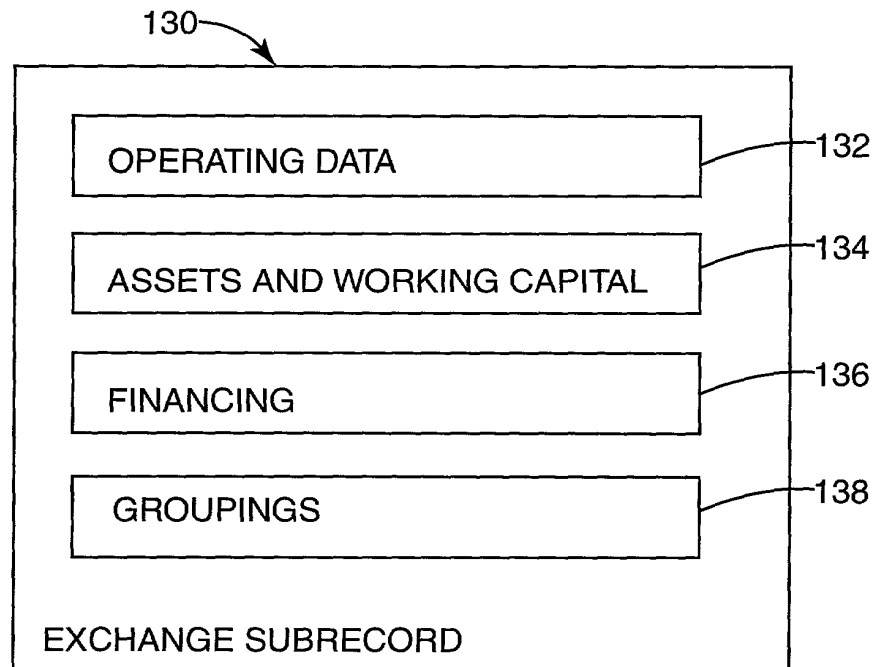 130
OPERATING DATA
132
ASSETS AND WORKING CAPITAL
134
FINANCING
136
GROUPINGS
138
EXCHANGE SUBRECORD